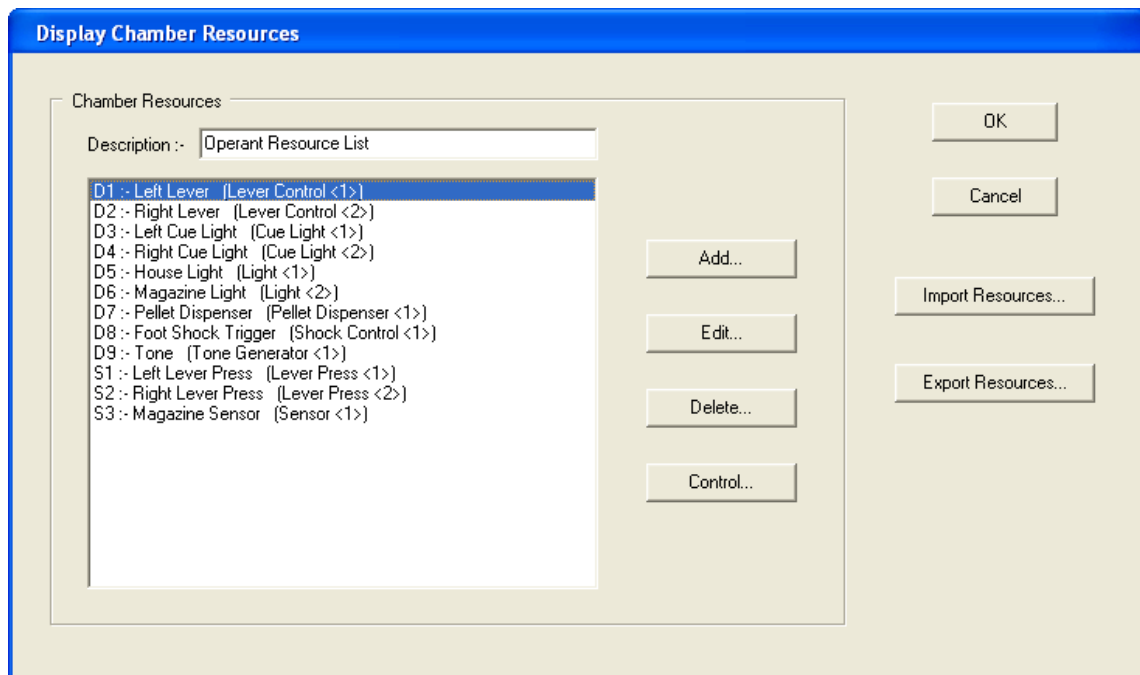 Display Chamber Resources
Chamber Resources
Description :- Operant Resource List
D1 :- Left Lever (Lever Control <1>)
D2 :- Right Lever (Lever Control <2>)
D3 :- Left Cue Light (Cue Light <1>)
D4 :- Right Cue Light (Cue Light <2>)
D5 :- House Light (Light <1>)
D6 :- Magazine Light (Light <2>)
D7 :- Pellet Dispenser (Pellet Dispenser <1>)
D8 :- Foot Shock Trigger (Shock Control <1>)
D9 :- Tone (Tone Generator <1>)
S1 :- Left Lever Press (Lever Press <1>)
S2 :- Right Lever Press (Lever Press <2>)
S3 :- Magazine Sensor (Sensor <1>)
Add...
Edit...
Delete...
Control...
OK
Cancel
Import Resources...
Export Resources...